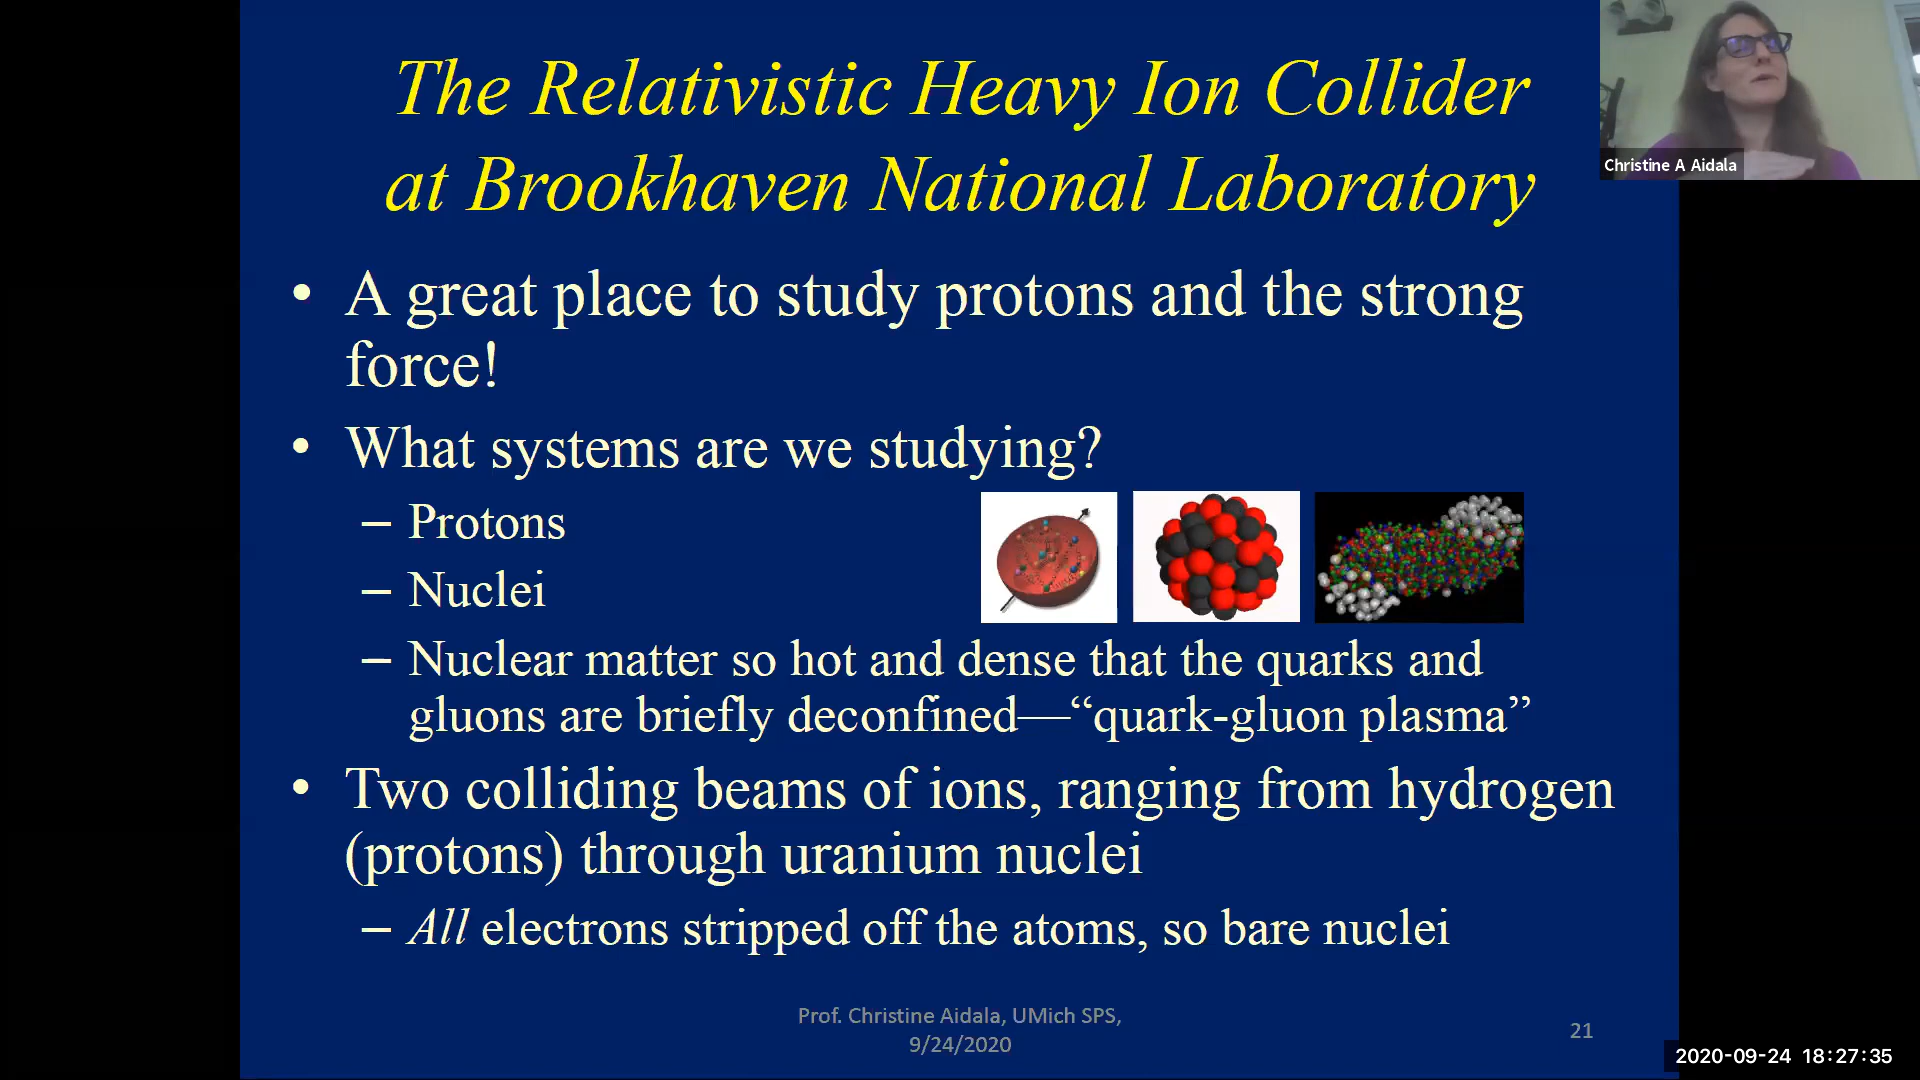 The Relativistic Heavy Ion Collider
at Brookhaven National Laboratory
Christine A Aidala
• A great place to study protons and the strong
force!
• What systems are we studying?
– Protons
– Nuclei
– Nuclear matter so hot and dense that the quarks and
gluons are briefly deconfined—“quark-gluon plasma”
• Two colliding beams of ions, ranging from hydrogen
(protons) through uranium nuclei
– All electrons stripped off the atoms, so bare nuclei
Prof. Christine Aidala, UMich SPS,
9/24/2020
21
2020-09-24 18:27:35